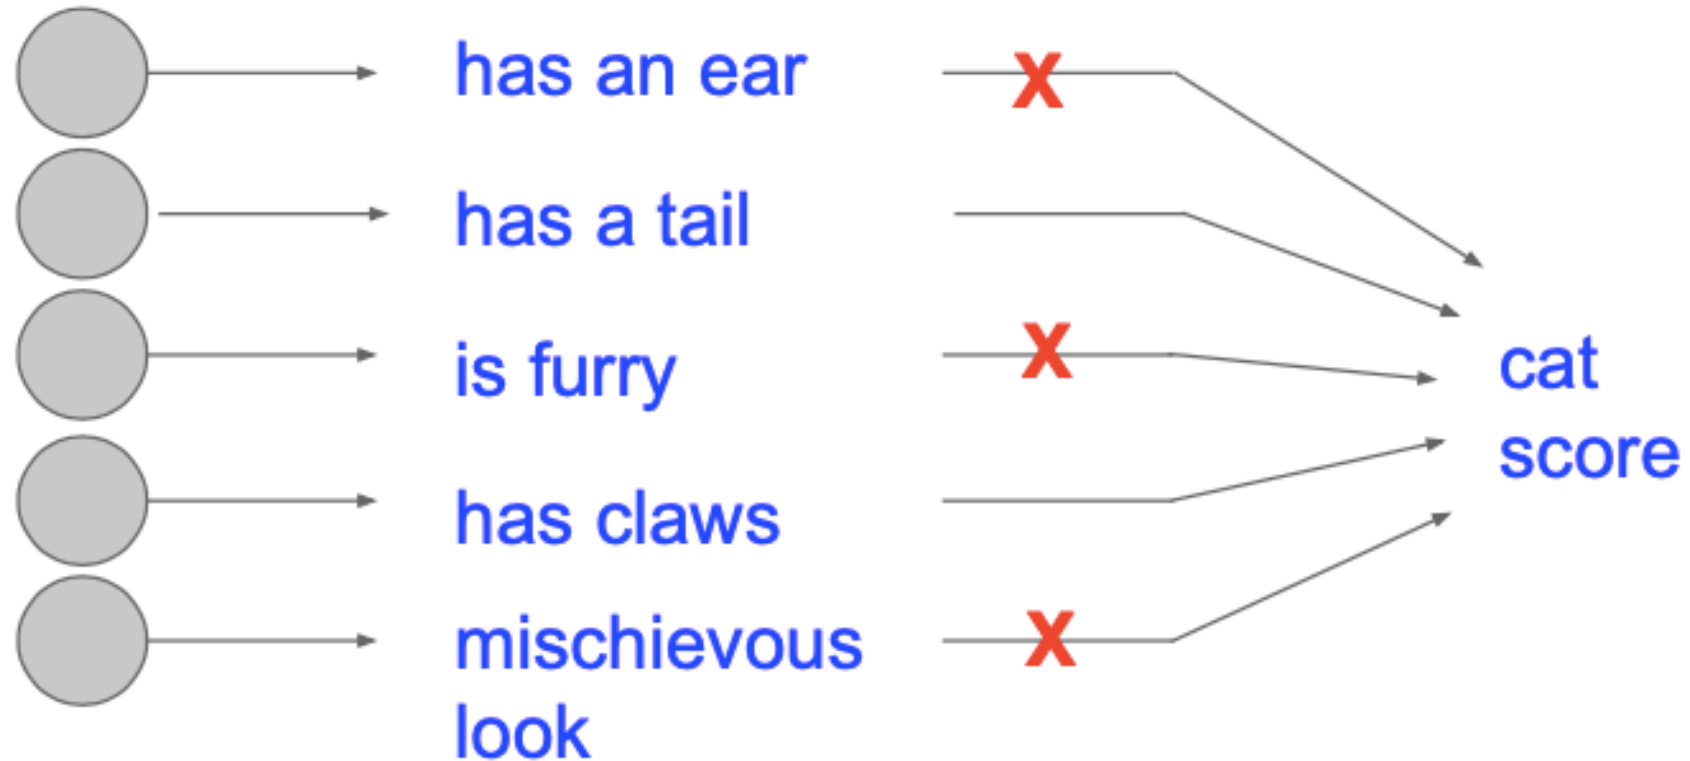 has an ear
X
has a tail
is furry
X
has claws
mischievous
look
X
cat
score